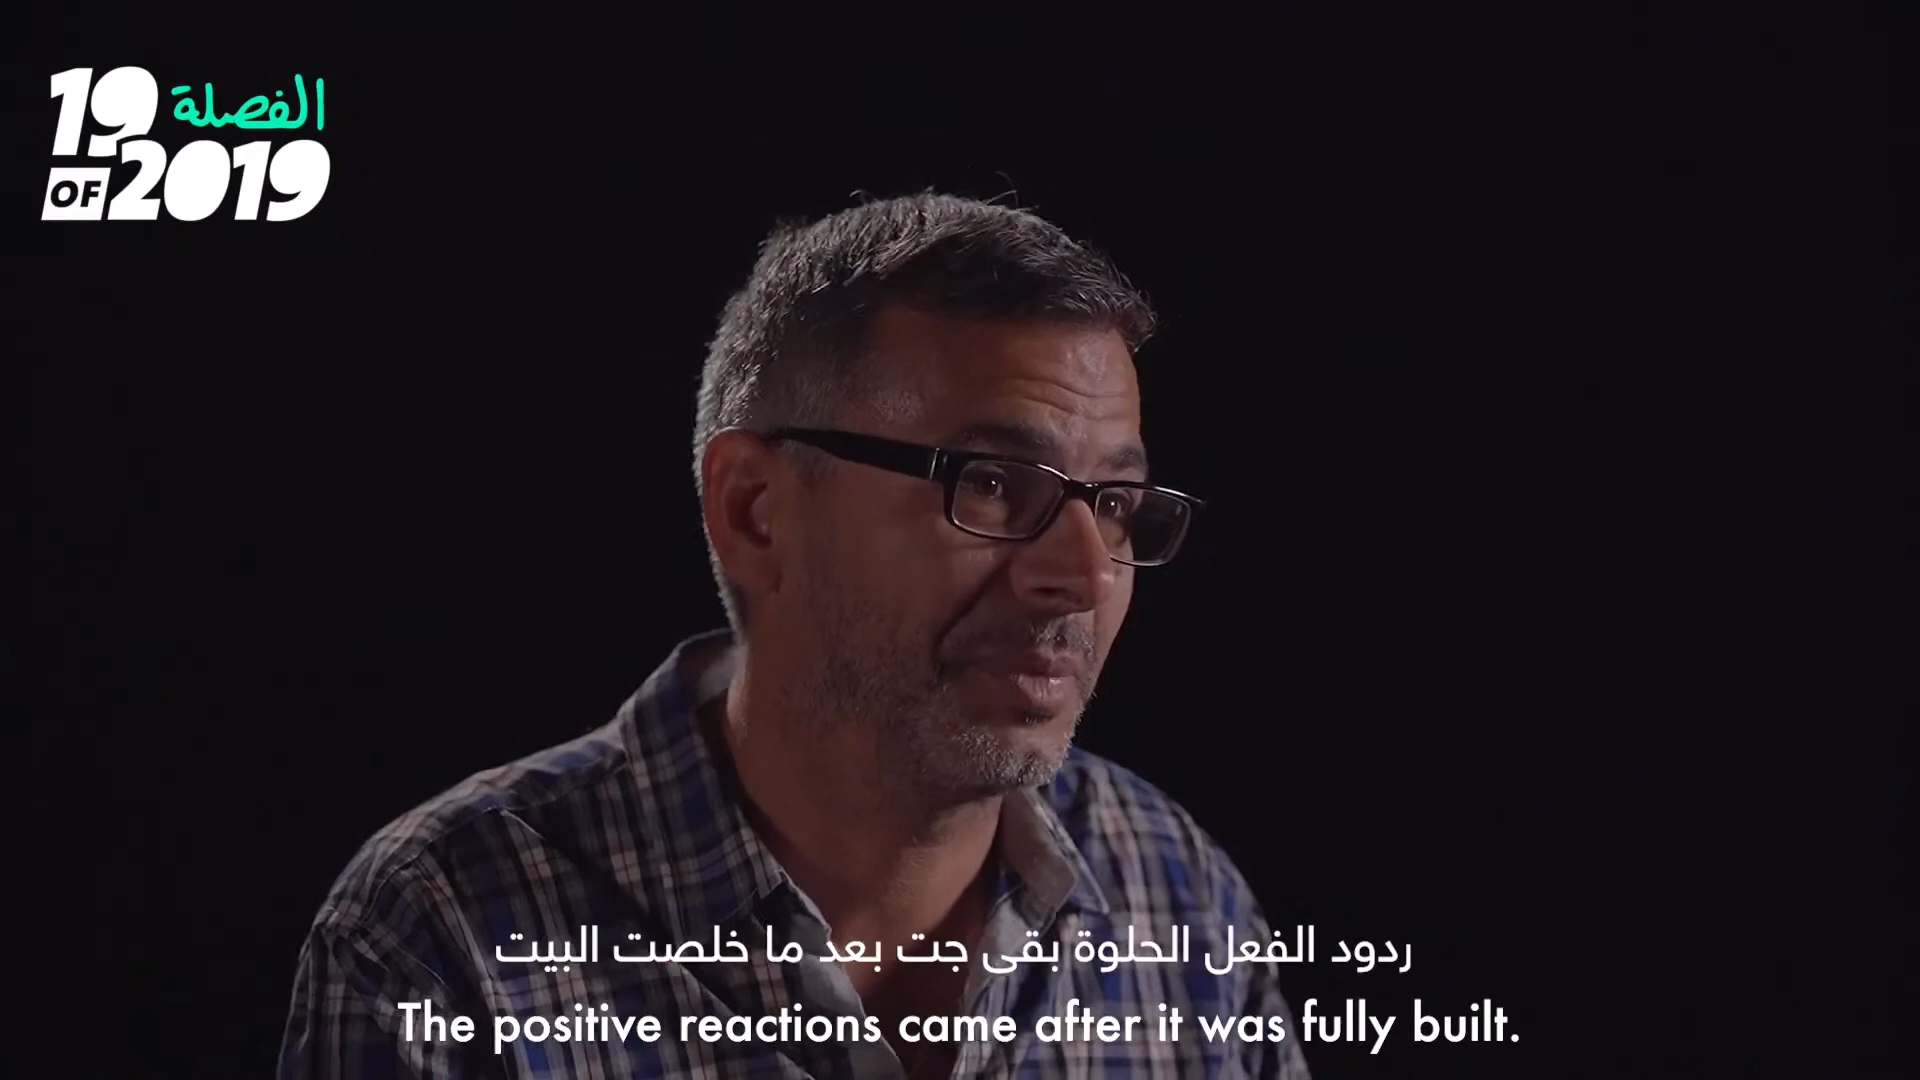 19 الفصلة
OF 2019
ردود الفعل الحلوة بقى جت بعد ما خلصت البيت
The positive reactions came after it was fully built.